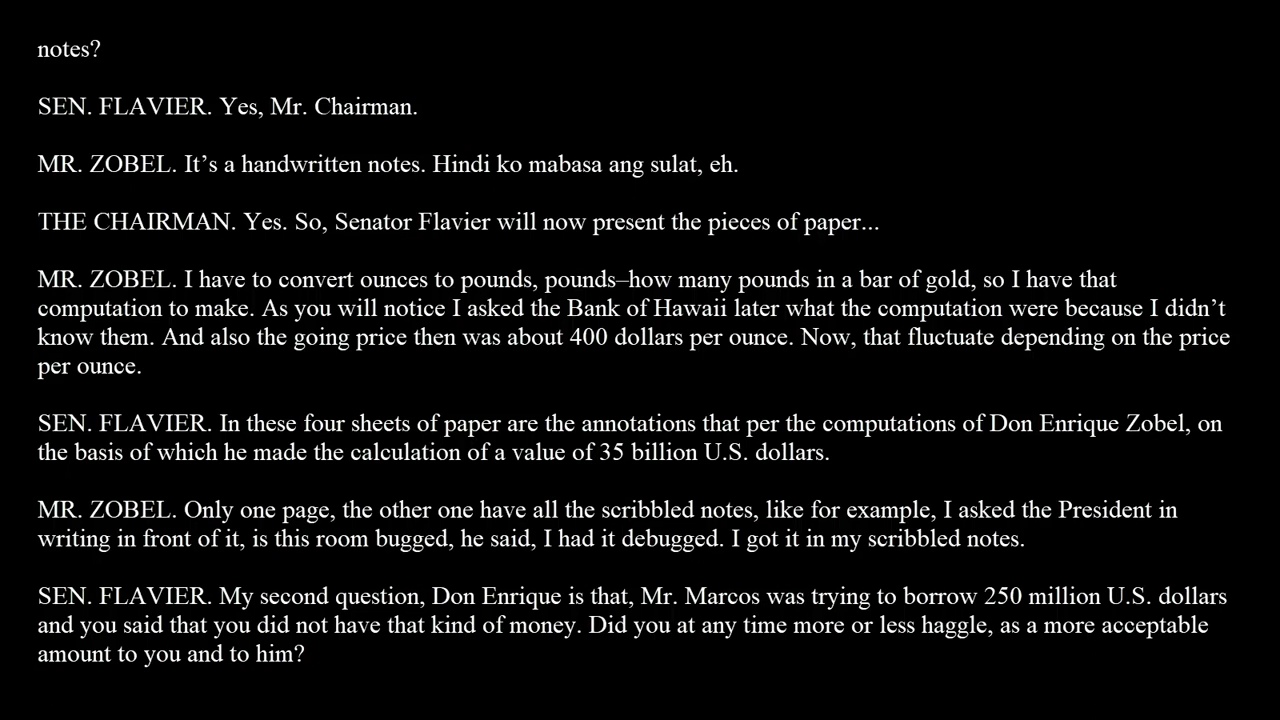 notes?
SEN. FLAVIER. Yes, Mr. Chairman.
MR. ZOBEL. It’s a handwritten notes. Hindi ko mabasa ang sulat, eh.
THE CHAIRMAN. Yes. So, Senator Flavier will now present the pieces of paper...
MR. ZOBEL. I have to convert ounces to pounds, pounds–how many pounds in a bar of gold, so I have that
computation to make. As you will notice I asked the Bank of Hawaii later what the computation were because I didn’t
know them. And also the going price then was about 400 dollars per ounce. Now, that fluctuate depending on the price
per ounce.
SEN. FLAVIER. In these four sheets of paper are the annotations that per the computations of Don Enrique Zobel, on
the basis of which he made the calculation of a value of 35 billion U.S. dollars.
MR. ZOBEL. Only one page, the other one have all the scribbled notes, like for example, I asked the President in
writing in front of it, is this room bugged, he said, I had it debugged. I got it in my scribbled notes.
SEN. FLAVIER. My second question, Don Enrique is that, Mr. Marcos was trying to borrow 250 million U.S. dollars
and you said that you did not have that kind of money. Did you at any time more or less haggle, as a more acceptable
amount to you and to him?